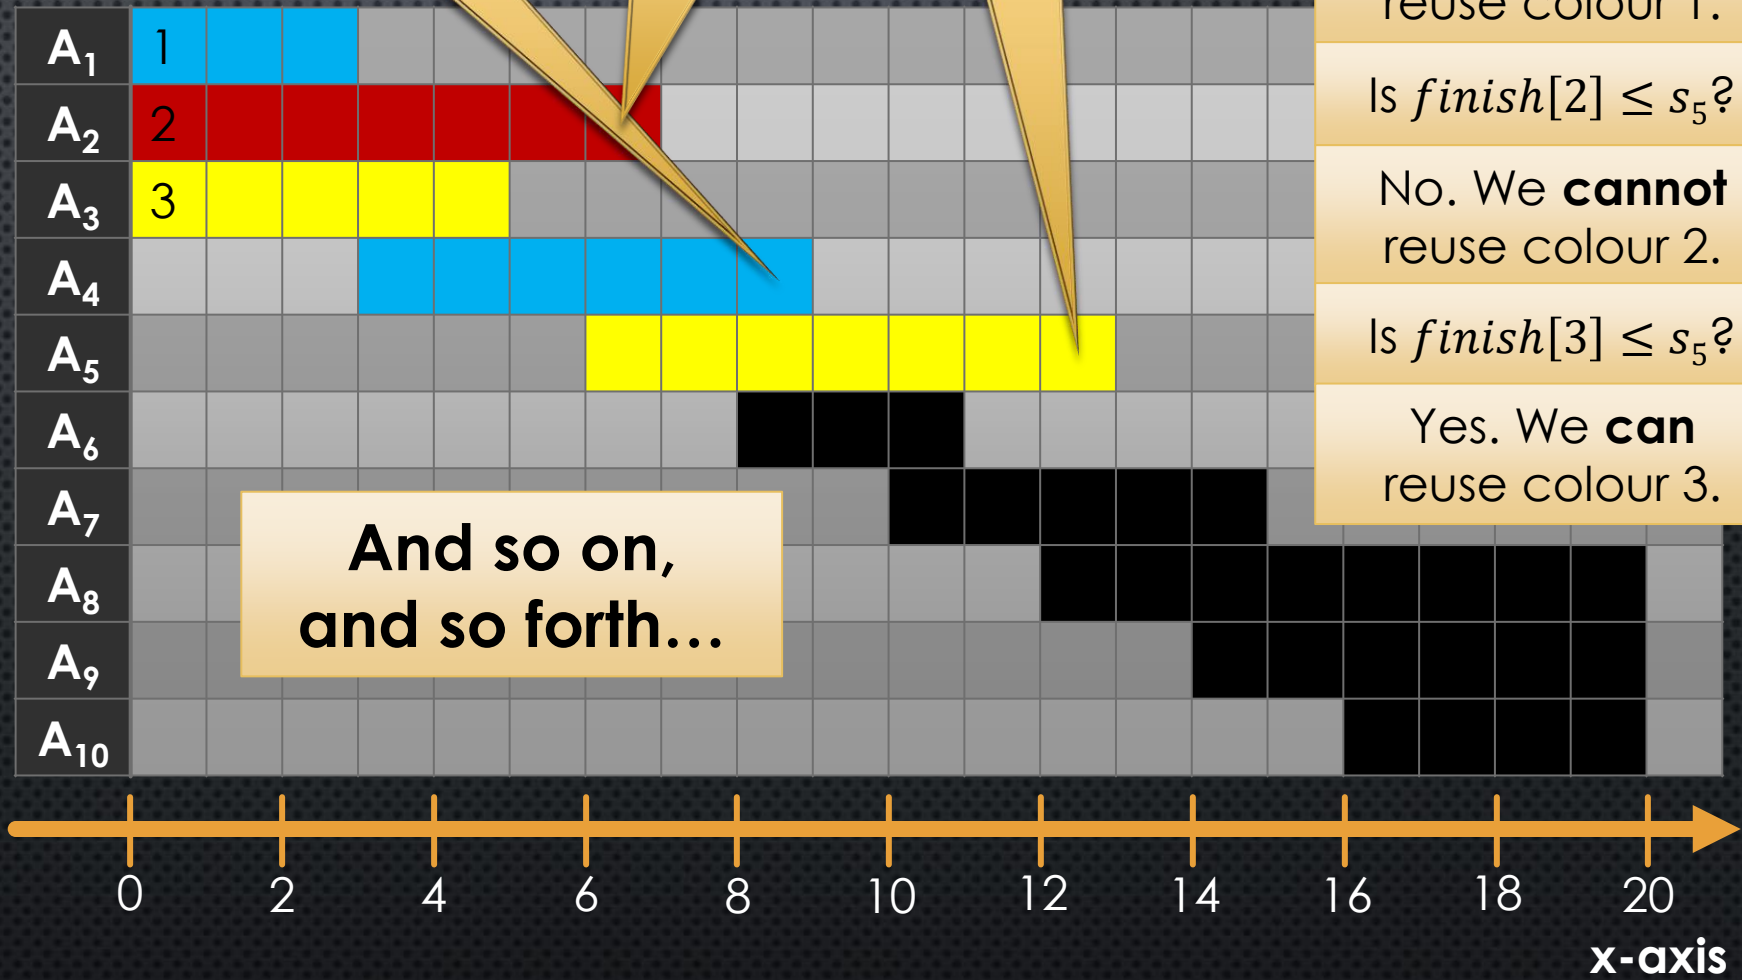 A1 1
A2 2
A3 3
A4
A5
A6
A7
A8
A9
A10
reuse colour 1.
Is finish[2] ≤ s5?
No. We cannot
reuse colour 2.
Is finish[3] ≤ s5?
Yes. We can
reuse colour 3.
And so on,
and so forth...
0 2 4 6 8 10 12 14 16 18 20
x-axis